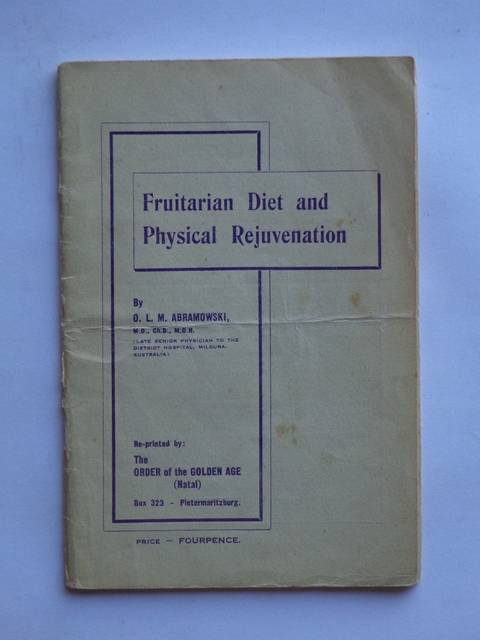 Fruitarian Diet and
Physical Rejuvenation
By
O. L. M. ABRAMOWSKI,
M.D., Ch.D., M.O.H.
(LATE SENIOR PHYSICIAN TO THE
DISTRICT HOSPITAL, MILDURA,
AUSTRALIA)
Re-printed by:
The
ORDER of the GOLDEN AGE
(Natal)
Box 323 - Pietermaritzburg.
PRICE - FOURPENCE.